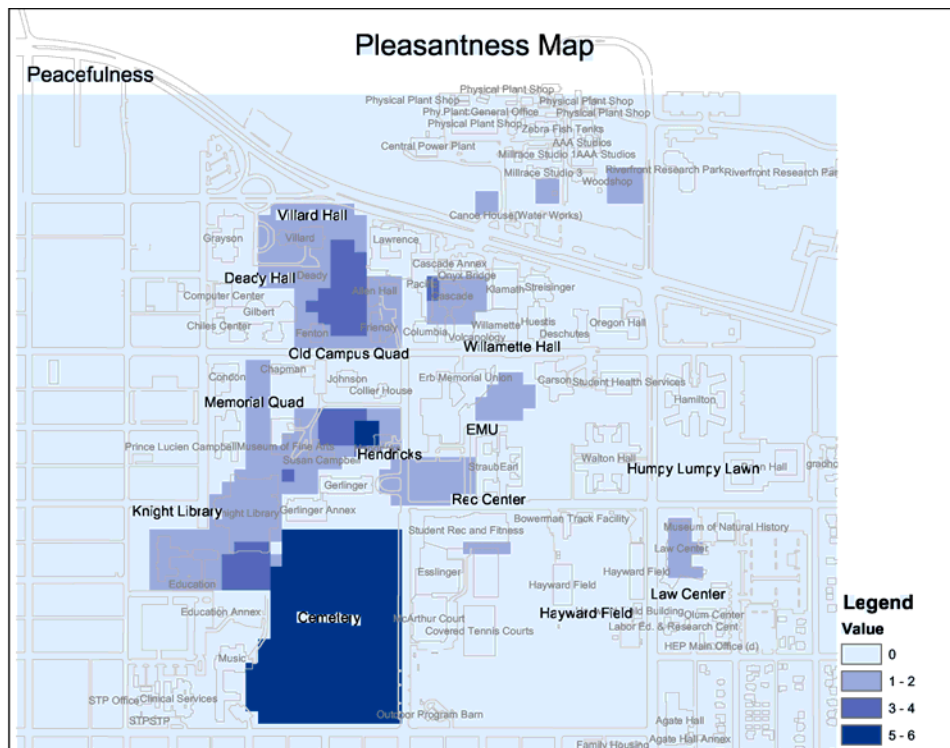 Pleasantness Map
Peacefulness
Physical Plant Shop
Physical Plant Shop
Physical Plant Shop
Phy.Plant:General Office
Physical Plant Shop
Physical Plant Shop
Zebra Fish Tanks
Central Power Plant
AAA Studios
Millrace Studio 1
AAA Studios
Millrace Studio 3
Riverfront Research Park
Riverfront Research Par
Woodshop
Villard Hall
Canoe House(Water Works)
Grayson
Villard
Lawrence
Cascade Annex
Deady Hall
Deady
Onyx Bridge
Pacific
Allen Hall
Klamath
Streisinger
Computer Center
Cascade
Gilbert
Chiles Center
Fenton
Friendly
Columbia
Willamette
Huestis
Oregon Hall
Volcanology
Deschutes
Willamette Hall
Old Campus Quad
Chapman
Condon
Johnson
Erb Memorial Union
Carson
Student Health Services
Collier House
Hamilton
Memorial Quad
EMU
Prince Lucien Campbell
Museum of Fine Arts
Hendricks
Susan Campbell
Walton Hall
Straub
Earl
Humpy Lumpy Lawn
Gerlinger
Rec Center
Knight Library
Knight Library
Gerlinger Annex
Bowerman Track Facility
Student Rec and Fitness
Museum of Natural History
Law Center
Esslinger
Hayward Field
Hayward Field
Education
Law Center
Education Annex
Cemetery
McArthur Court
Hayward Field
Building
Olum Center
Covered Tennis Courts
Labor Ed. & Research Cent
Legend
Value
HEP Main Office (d)
0
Music
1 - 2
STP Office
Clinical Services
3 - 4
STP
STP
Outdoor Program Barn
Agate Hall
5 - 6
Family Housing
Agate Hall Annex